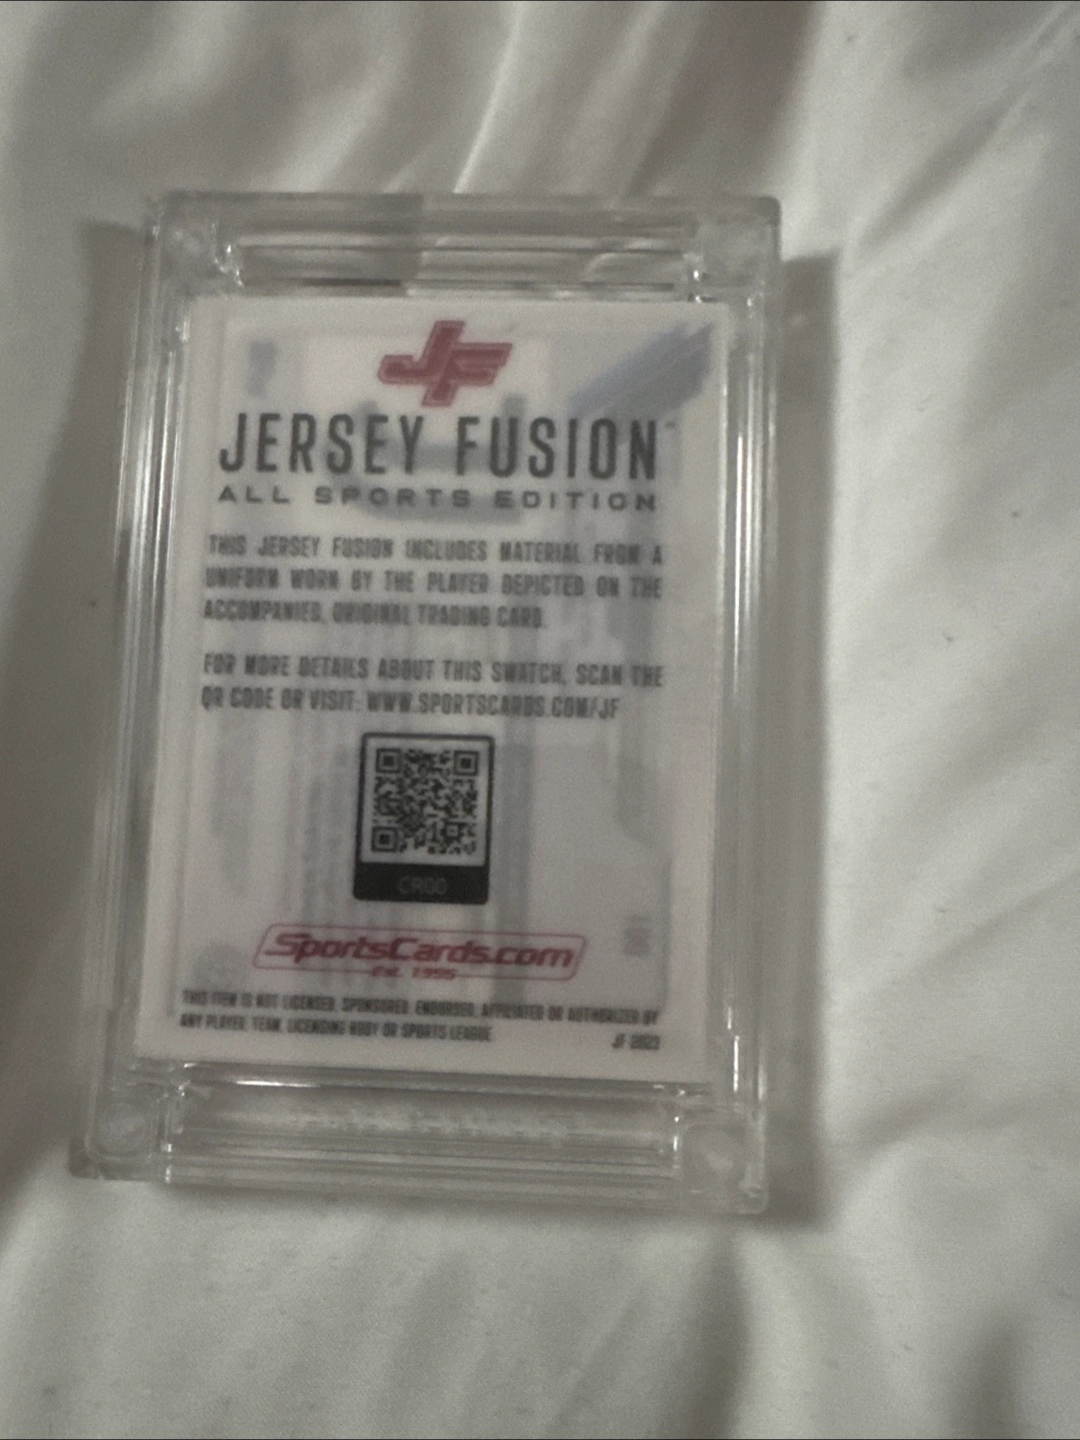 JF
JERSEY FUSION
ALL SPORTS EDITION
THIS JERSEY FUSION INCLUDES MATERIAL FROM A
UNIFORM WORN BY THE PLAYER DEPICTED ON THE
ACCOMPANIED, ORIGINAL TRADING CARD.
FOR MORE DETAILS ABOUT THIS SWATCH, SCAN THE
QR CODE OR VISIT: WWW.SPORTSCARDS.COM/JF
SportsCards.com
Est. 1995
THIS ITEM IS NOT LICENSED, SPONSORED, ENDORSED, AFFILIATED OR AUTHORIZED BY
ANY PLAYER, TEAM, LICENSING BODY OR SPORTS LEAGUE.
JF-2023